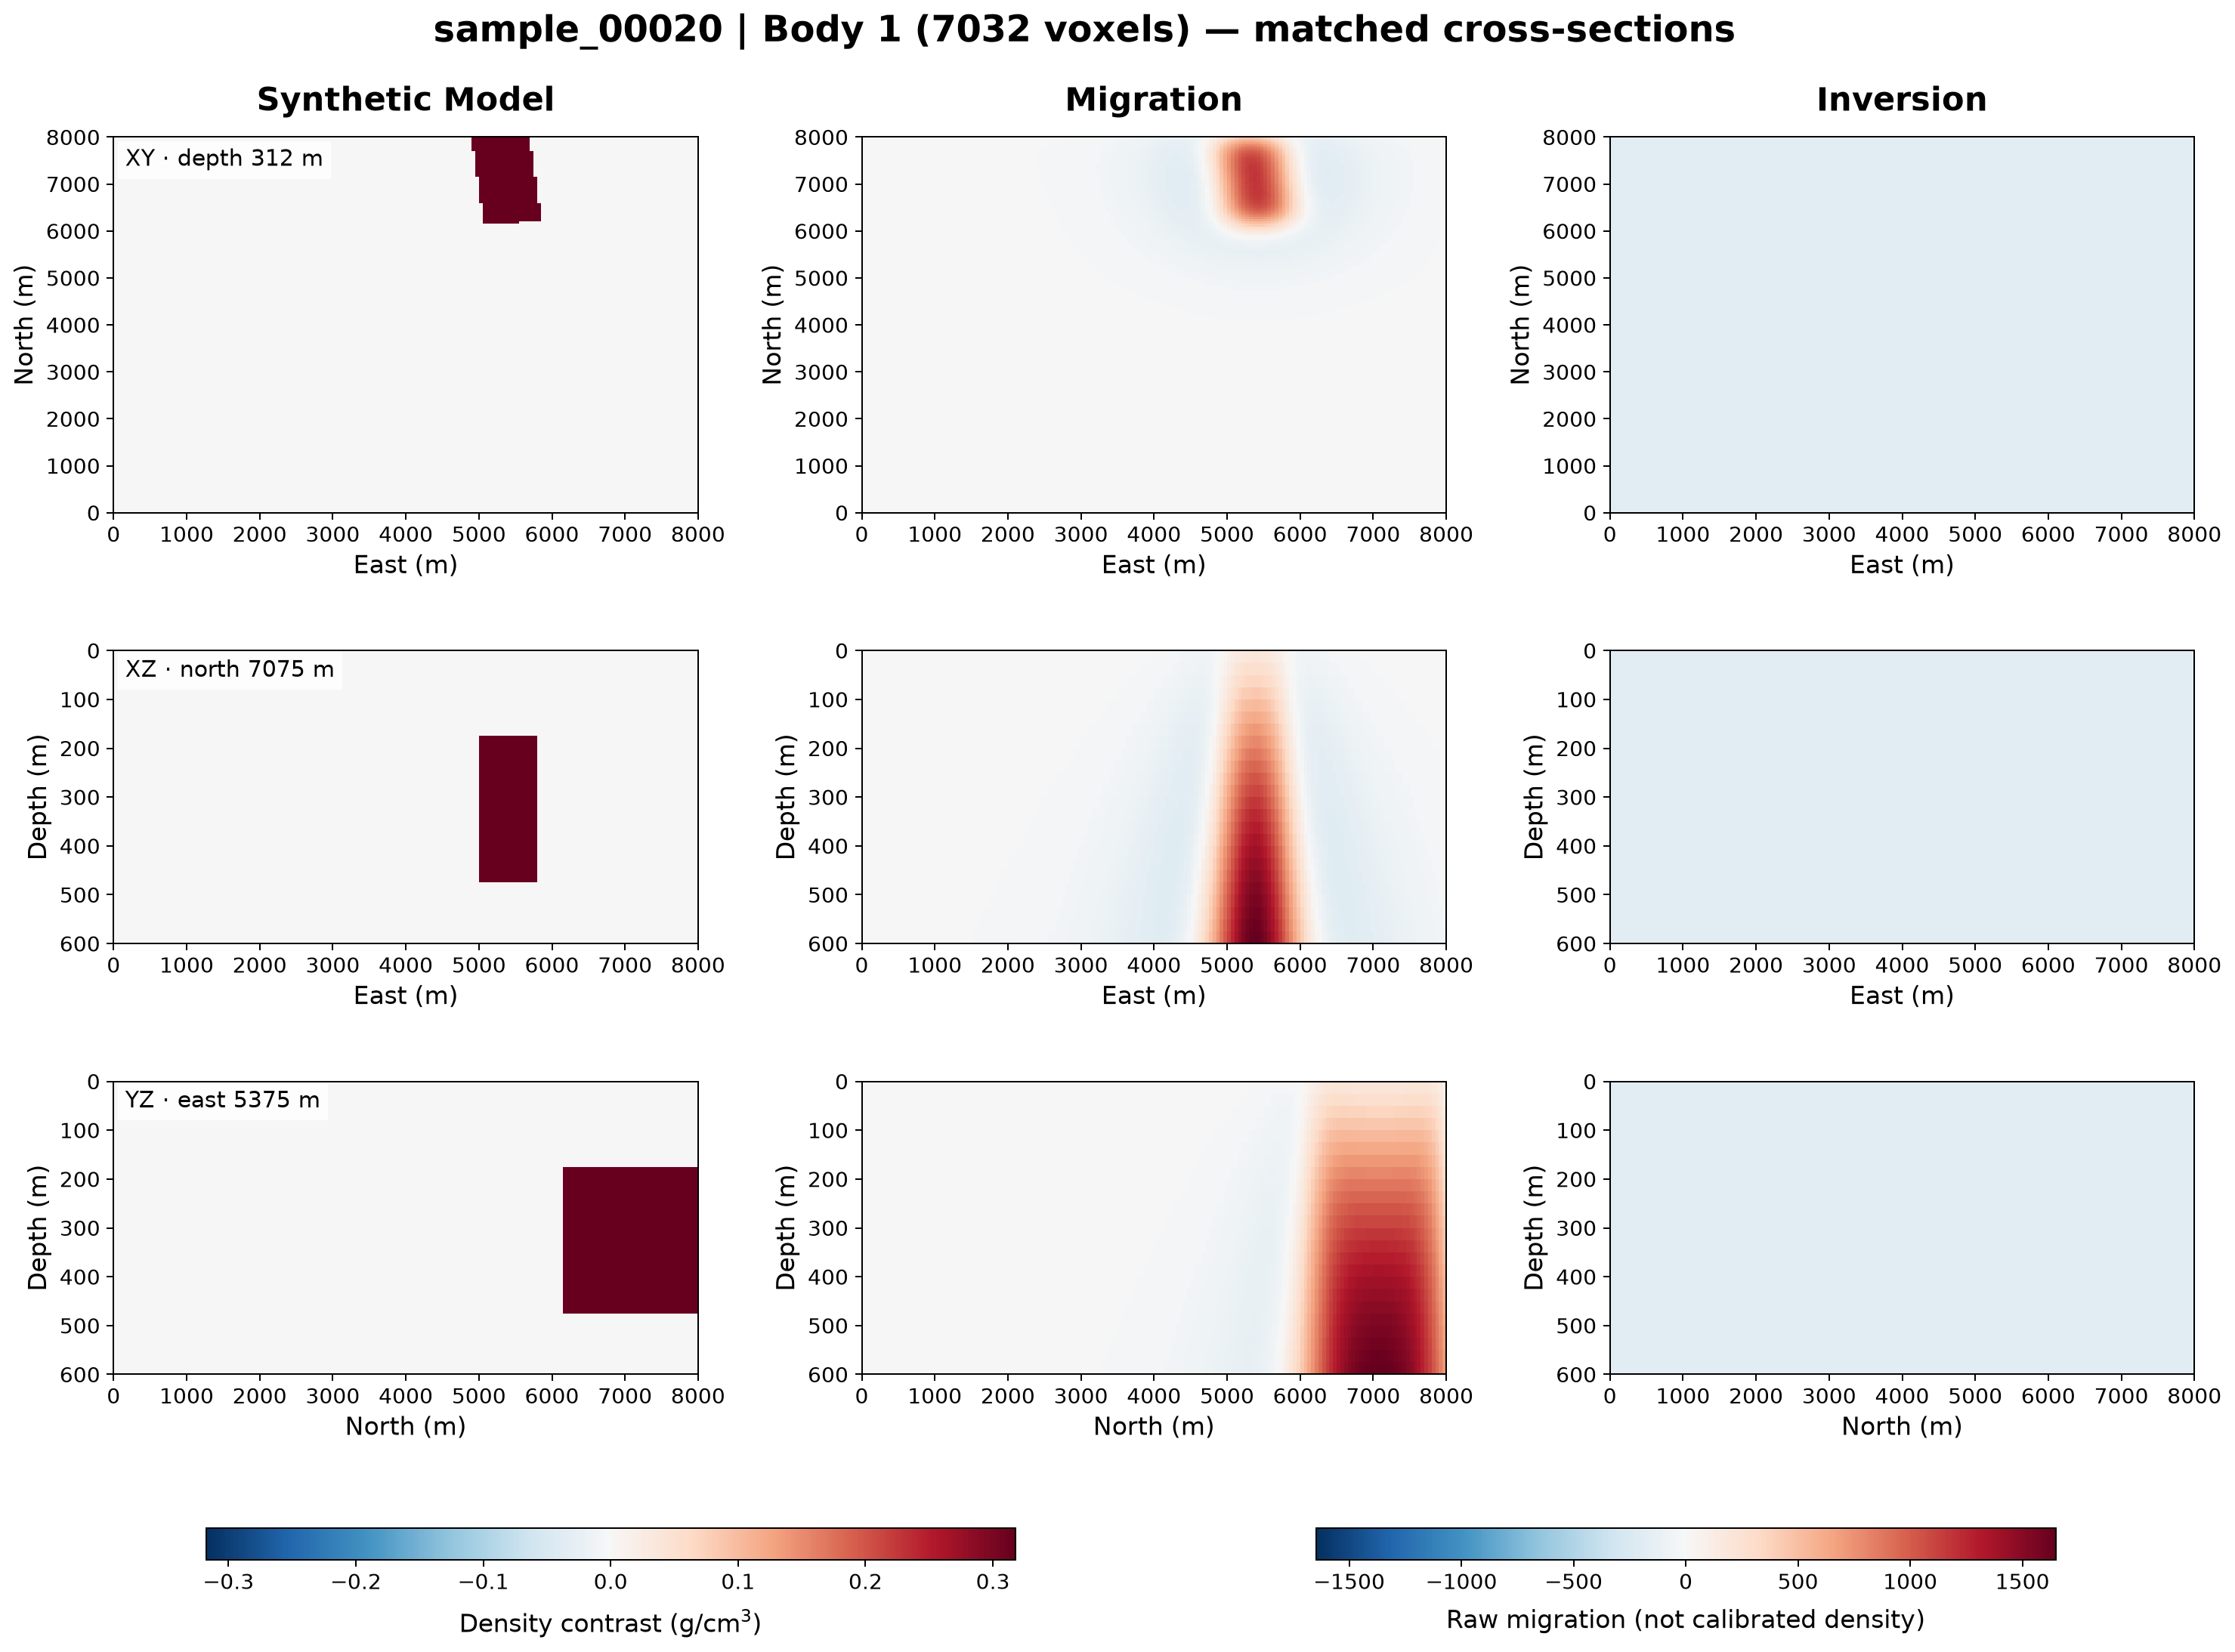 sample_00020 | Body 1 (7032 voxels) — matched cross-sections
Synthetic Model
Migration
Inversion
XY · depth 312 m
8000
7000
6000
5000
4000
3000
2000
1000
0
North (m)
0 1000 2000 3000 4000 5000 6000 7000 8000
East (m)
8000
7000
6000
5000
4000
3000
2000
1000
0
North (m)
0 1000 2000 3000 4000 5000 6000 7000 8000
East (m)
8000
7000
6000
5000
4000
3000
2000
1000
0
North (m)
0 1000 2000 3000 4000 5000 6000 7000 8000
East (m)
XZ · north 7075 m
0
100
200
300
400
500
600
Depth (m)
0 1000 2000 3000 4000 5000 6000 7000 8000
East (m)
0
100
200
300
400
500
600
Depth (m)
0 1000 2000 3000 4000 5000 6000 7000 8000
East (m)
0
100
200
300
400
500
600
Depth (m)
0 1000 2000 3000 4000 5000 6000 7000 8000
East (m)
YZ · east 5375 m
0
100
200
300
400
500
600
Depth (m)
0 1000 2000 3000 4000 5000 6000 7000 8000
North (m)
0
100
200
300
400
500
600
Depth (m)
0 1000 2000 3000 4000 5000 6000 7000 8000
North (m)
0
100
200
300
400
500
600
Depth (m)
0 1000 2000 3000 4000 5000 6000 7000 8000
North (m)
−0.3 −0.2 −0.1 0.0 0.1 0.2 0.3
Density contrast (g/cm³)
−1500 −1000 −500 0 500 1000 1500
Raw migration (not calibrated density)